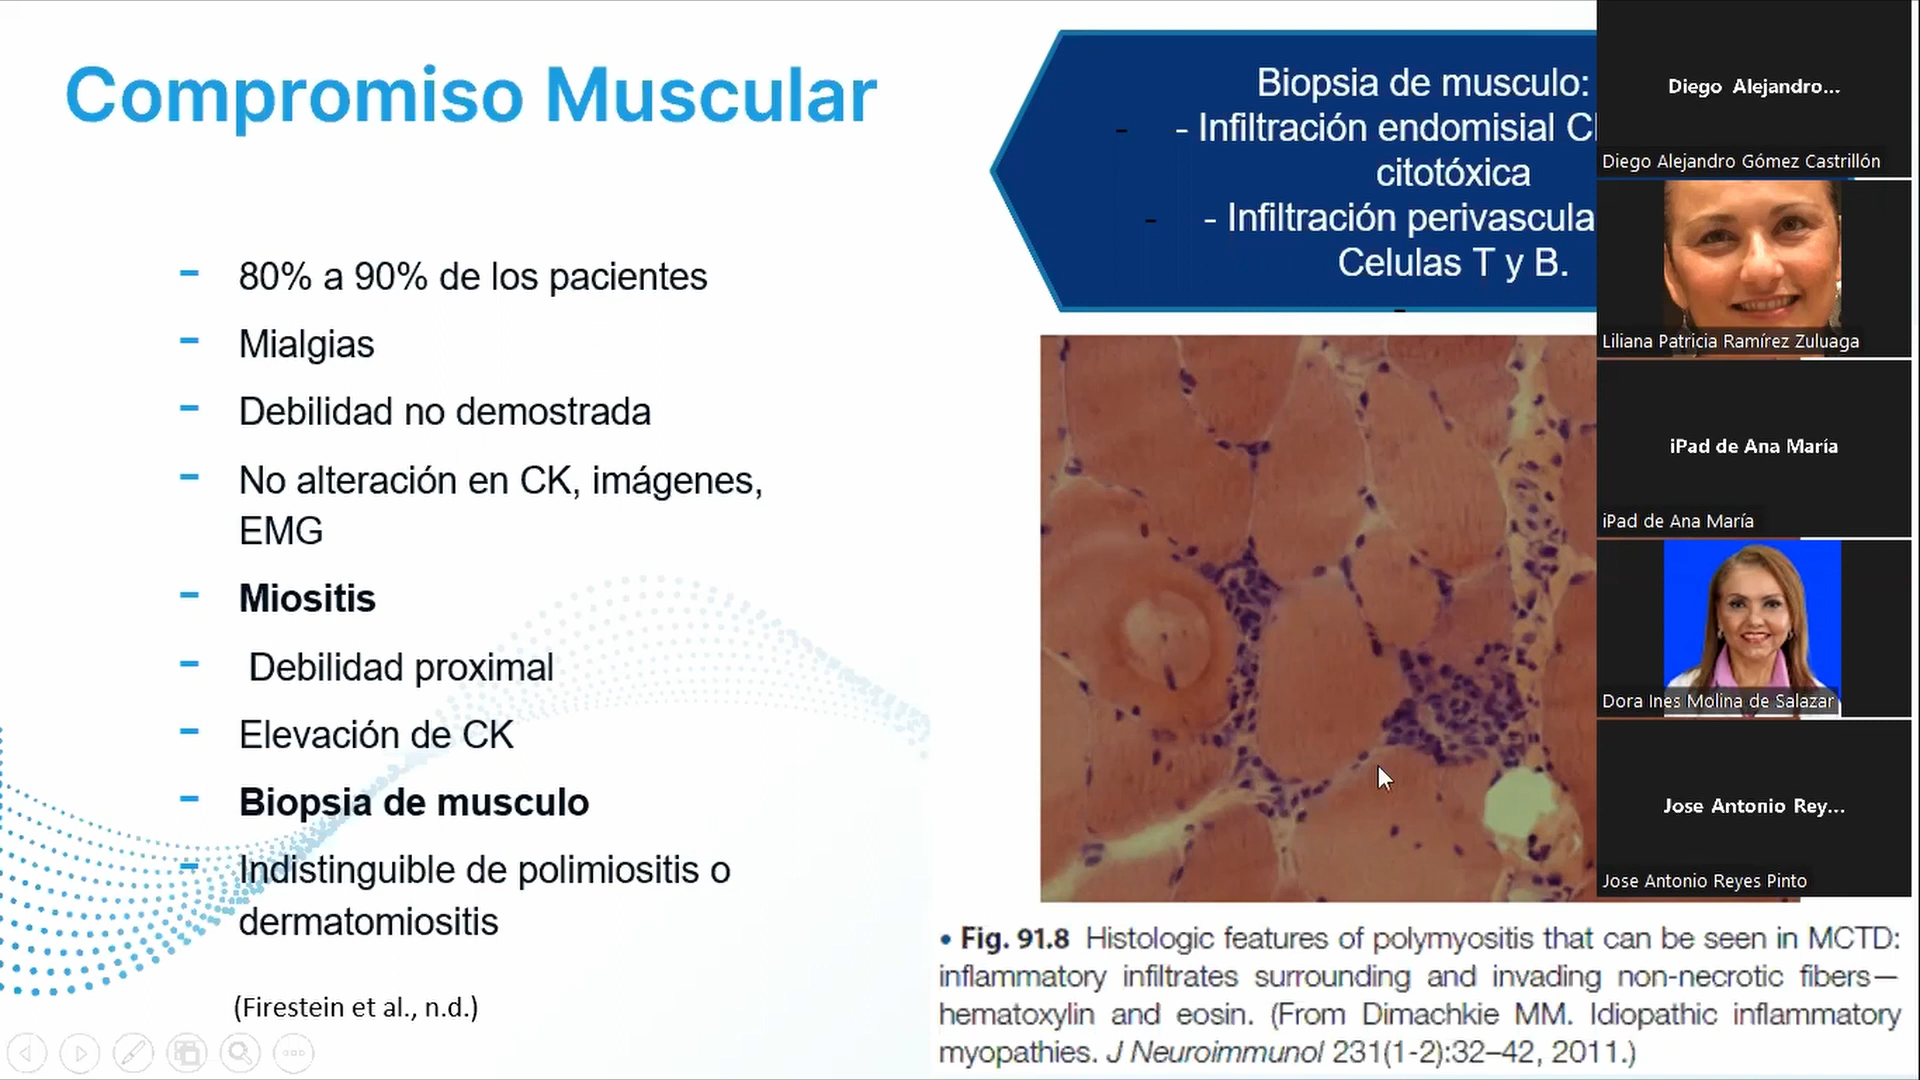 Compromiso Muscular
- 80% a 90% de los pacientes
- Mialgias
- Debilidad no demostrada
- No alteración en CK, imágenes,
EMG
- Miositis
- Debilidad proximal
- Elevación de CK
- Biopsia de musculo
- Indistinguible de polimiositis o
dermatomiositis
(Firestein et al., n.d.)
Biopsia de musculo:
- - Infiltración endomisial
citotóxica
- - Infiltración
Celulas T y B.
-
• Fig. 91.8 Histologic features of polymyositis that can be seen in MCTD:
inflammatory infiltrates surrounding and invading non-necrotic fibers—
hematoxylin and eosin. (From Dimachkie MM. Idiopathic inflammatory
myopathies. J Neuroimmunol 231(1-2):32–42, 2011.)
Diego Alejandro...
Diego Alejandro Gómez Castrillón
Liliana Patricia Ramírez Zuluaga
iPad de Ana María
iPad de Ana María
Dora Ines Molina de Salazar
Jose Antonio Rey...
Jose Antonio Reyes Pinto